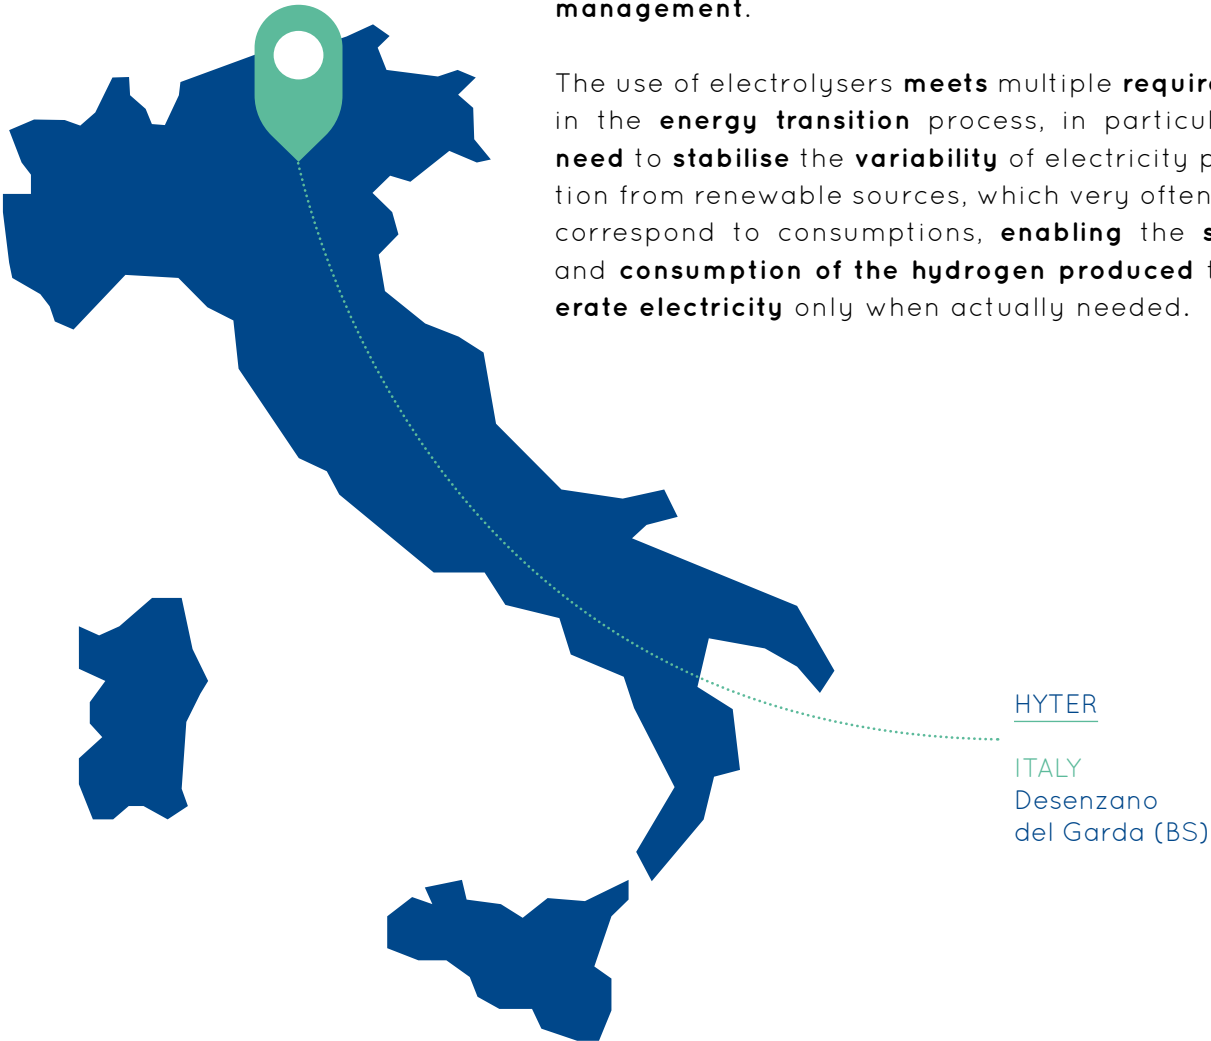 management.
The use of electrolysers meets multiple
in the energy transition process, in
need to stabilise the variability of electricity
tion from renewable sources, which very often
correspond to consumptions, enabling the
and consumption of the hydrogen produced
erate electricity only when actually needed.
HYTER
ITALY
Desenzano
del Garda (BS)